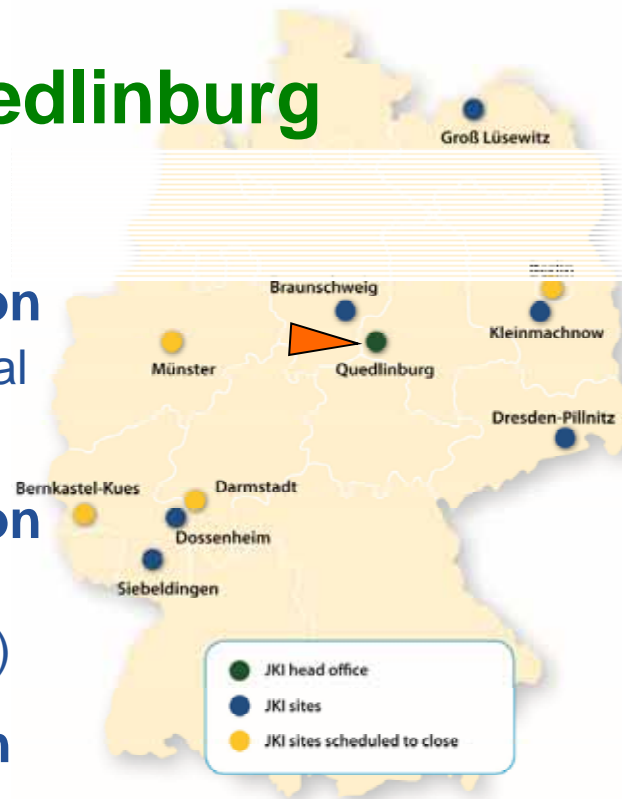 edlinburg
Groß Lüsewitz
on
Braunschweig
Kleinmachnow
al
Münster
Quedlinburg
Dresden-Pillnitz
Bernkastel-Kues
Darmstadt
on
Dossenheim
Siebeldingen
)
JKI head office
JKI sites
n
JKI sites scheduled to close